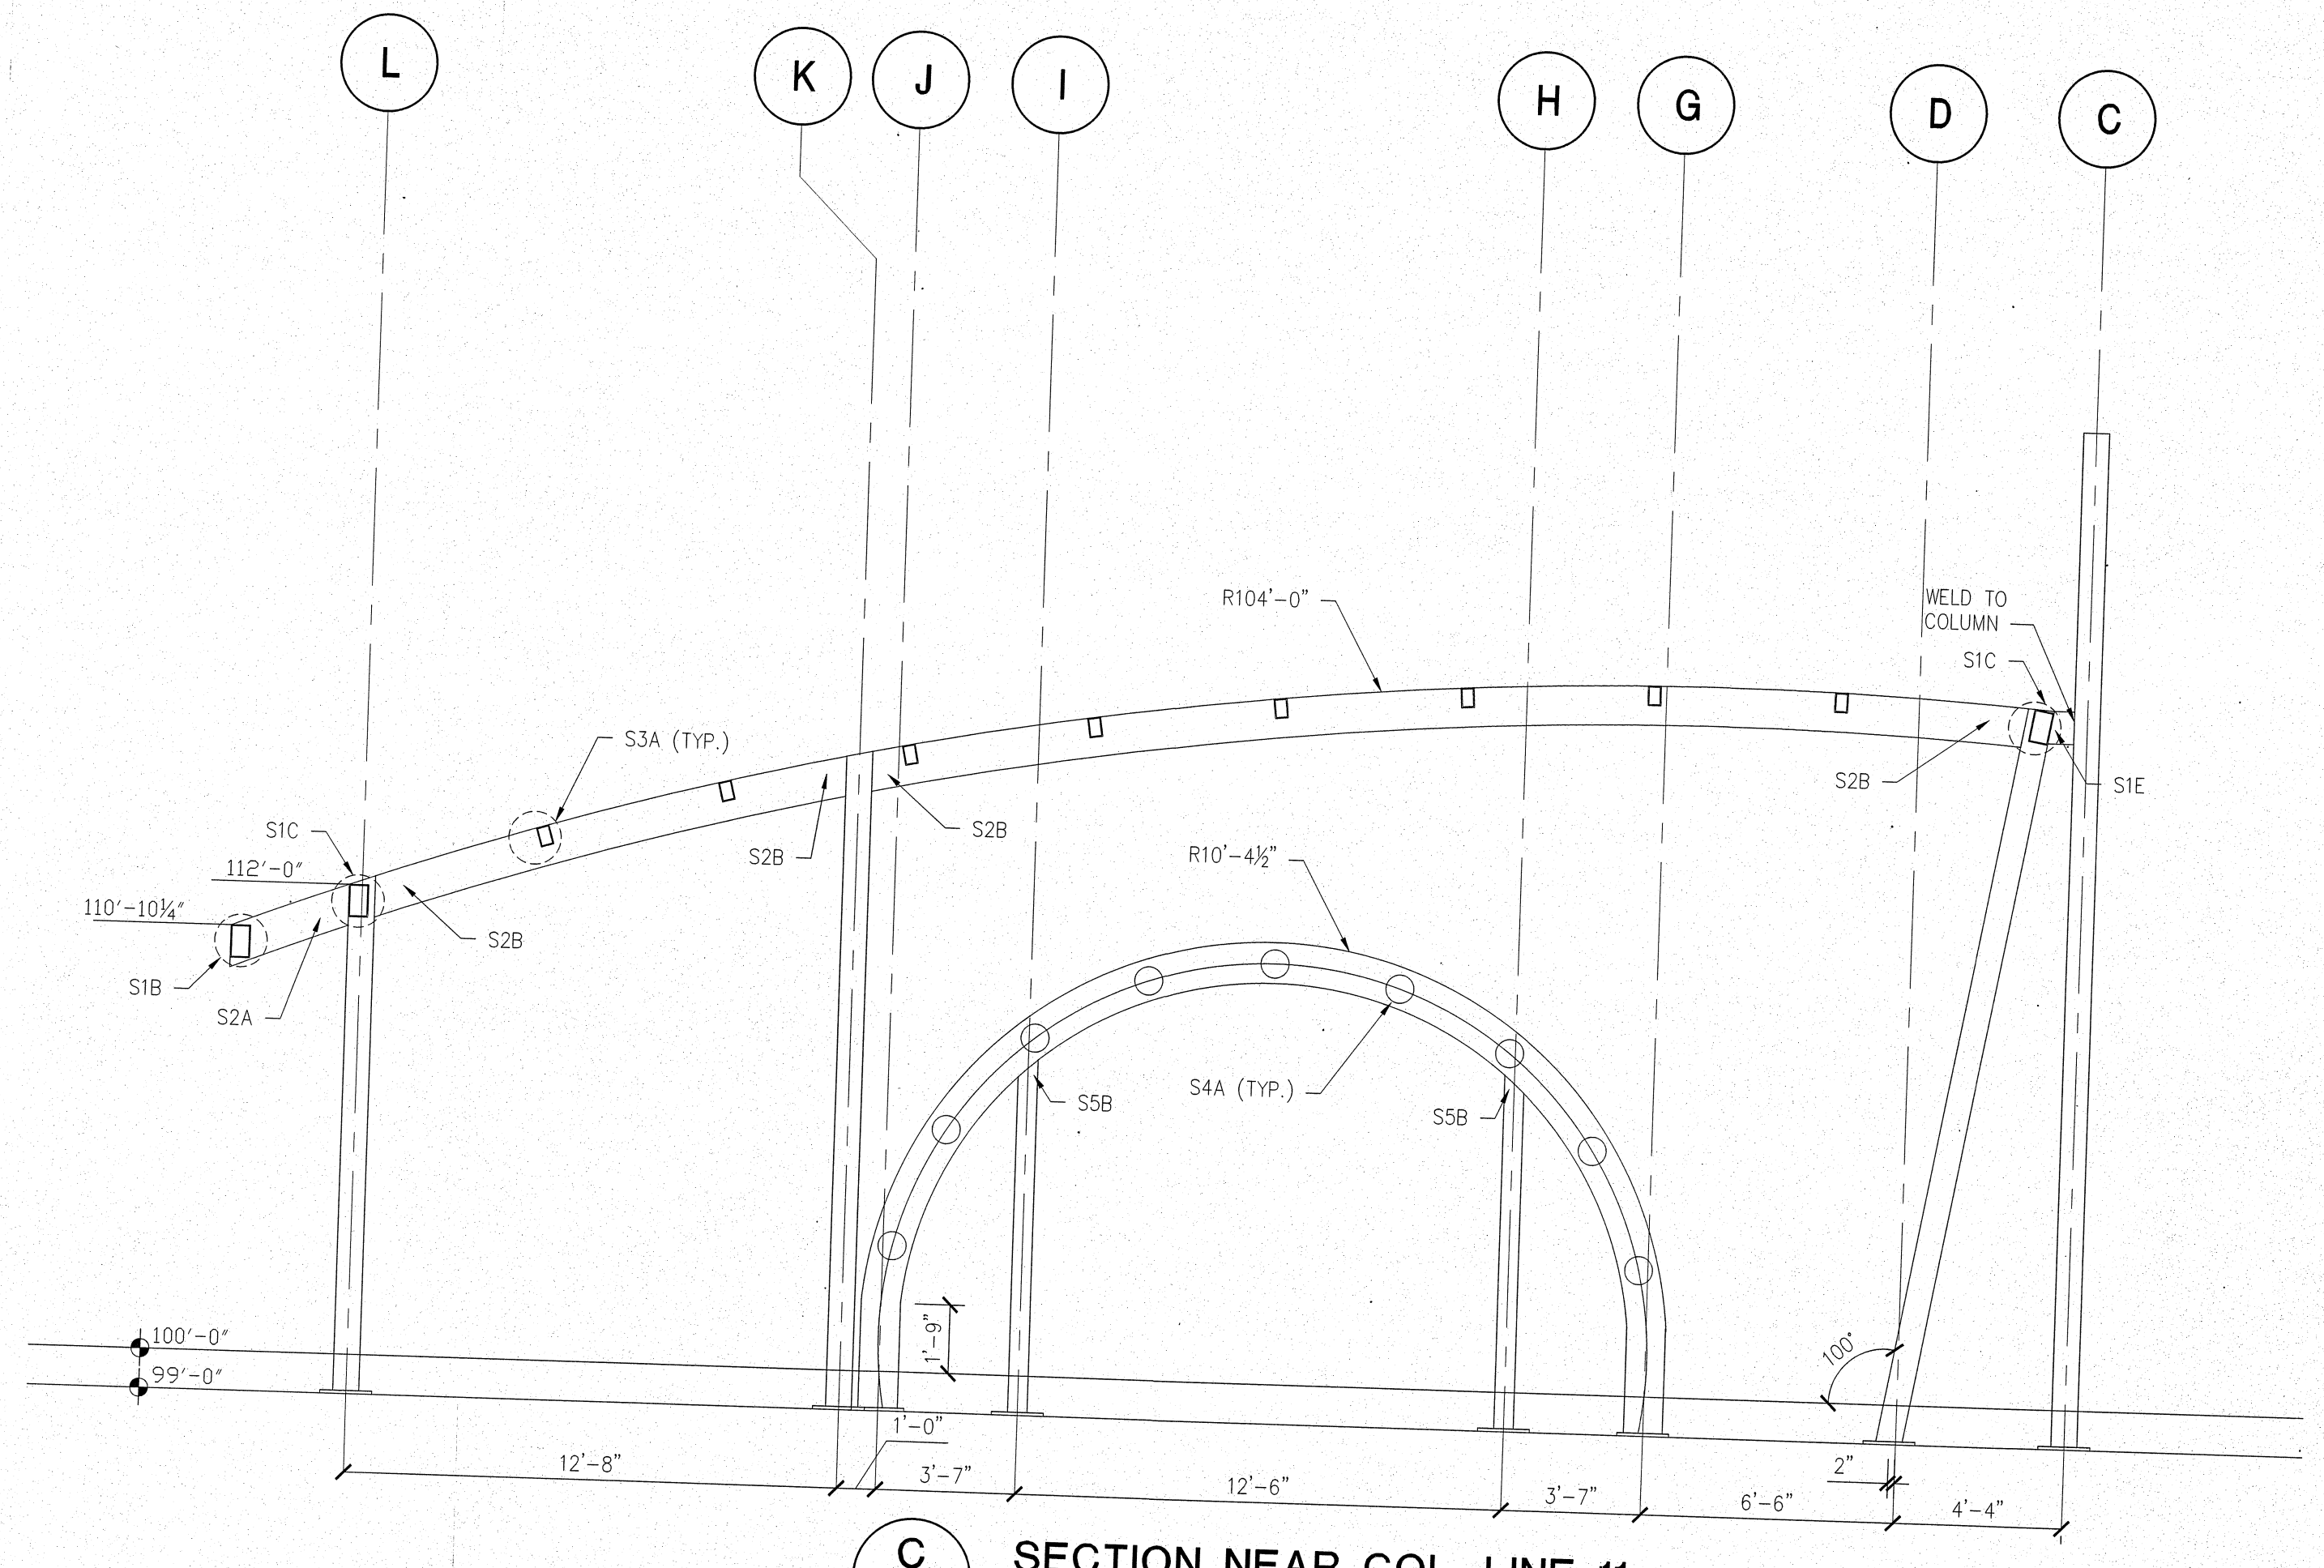 L K J I H G D C
R104'-0"
WELD TO
COLUMN
S1C
S3A (TYP.)
S2B
S1E
S1C
S2B
S2B
R10'-4½"
112'-0"
110'-10¼"
S2B
S1B
S2A
S5B
S4A (TYP.)
S5B
1'-9"
100'-0"
99'-0"
100°
1'-0"
12'-8"
3'-7"
12'-6"
3'-7"
6'-6"
2"
4'-4"
C
SECTION NEAR COL. LINE 11